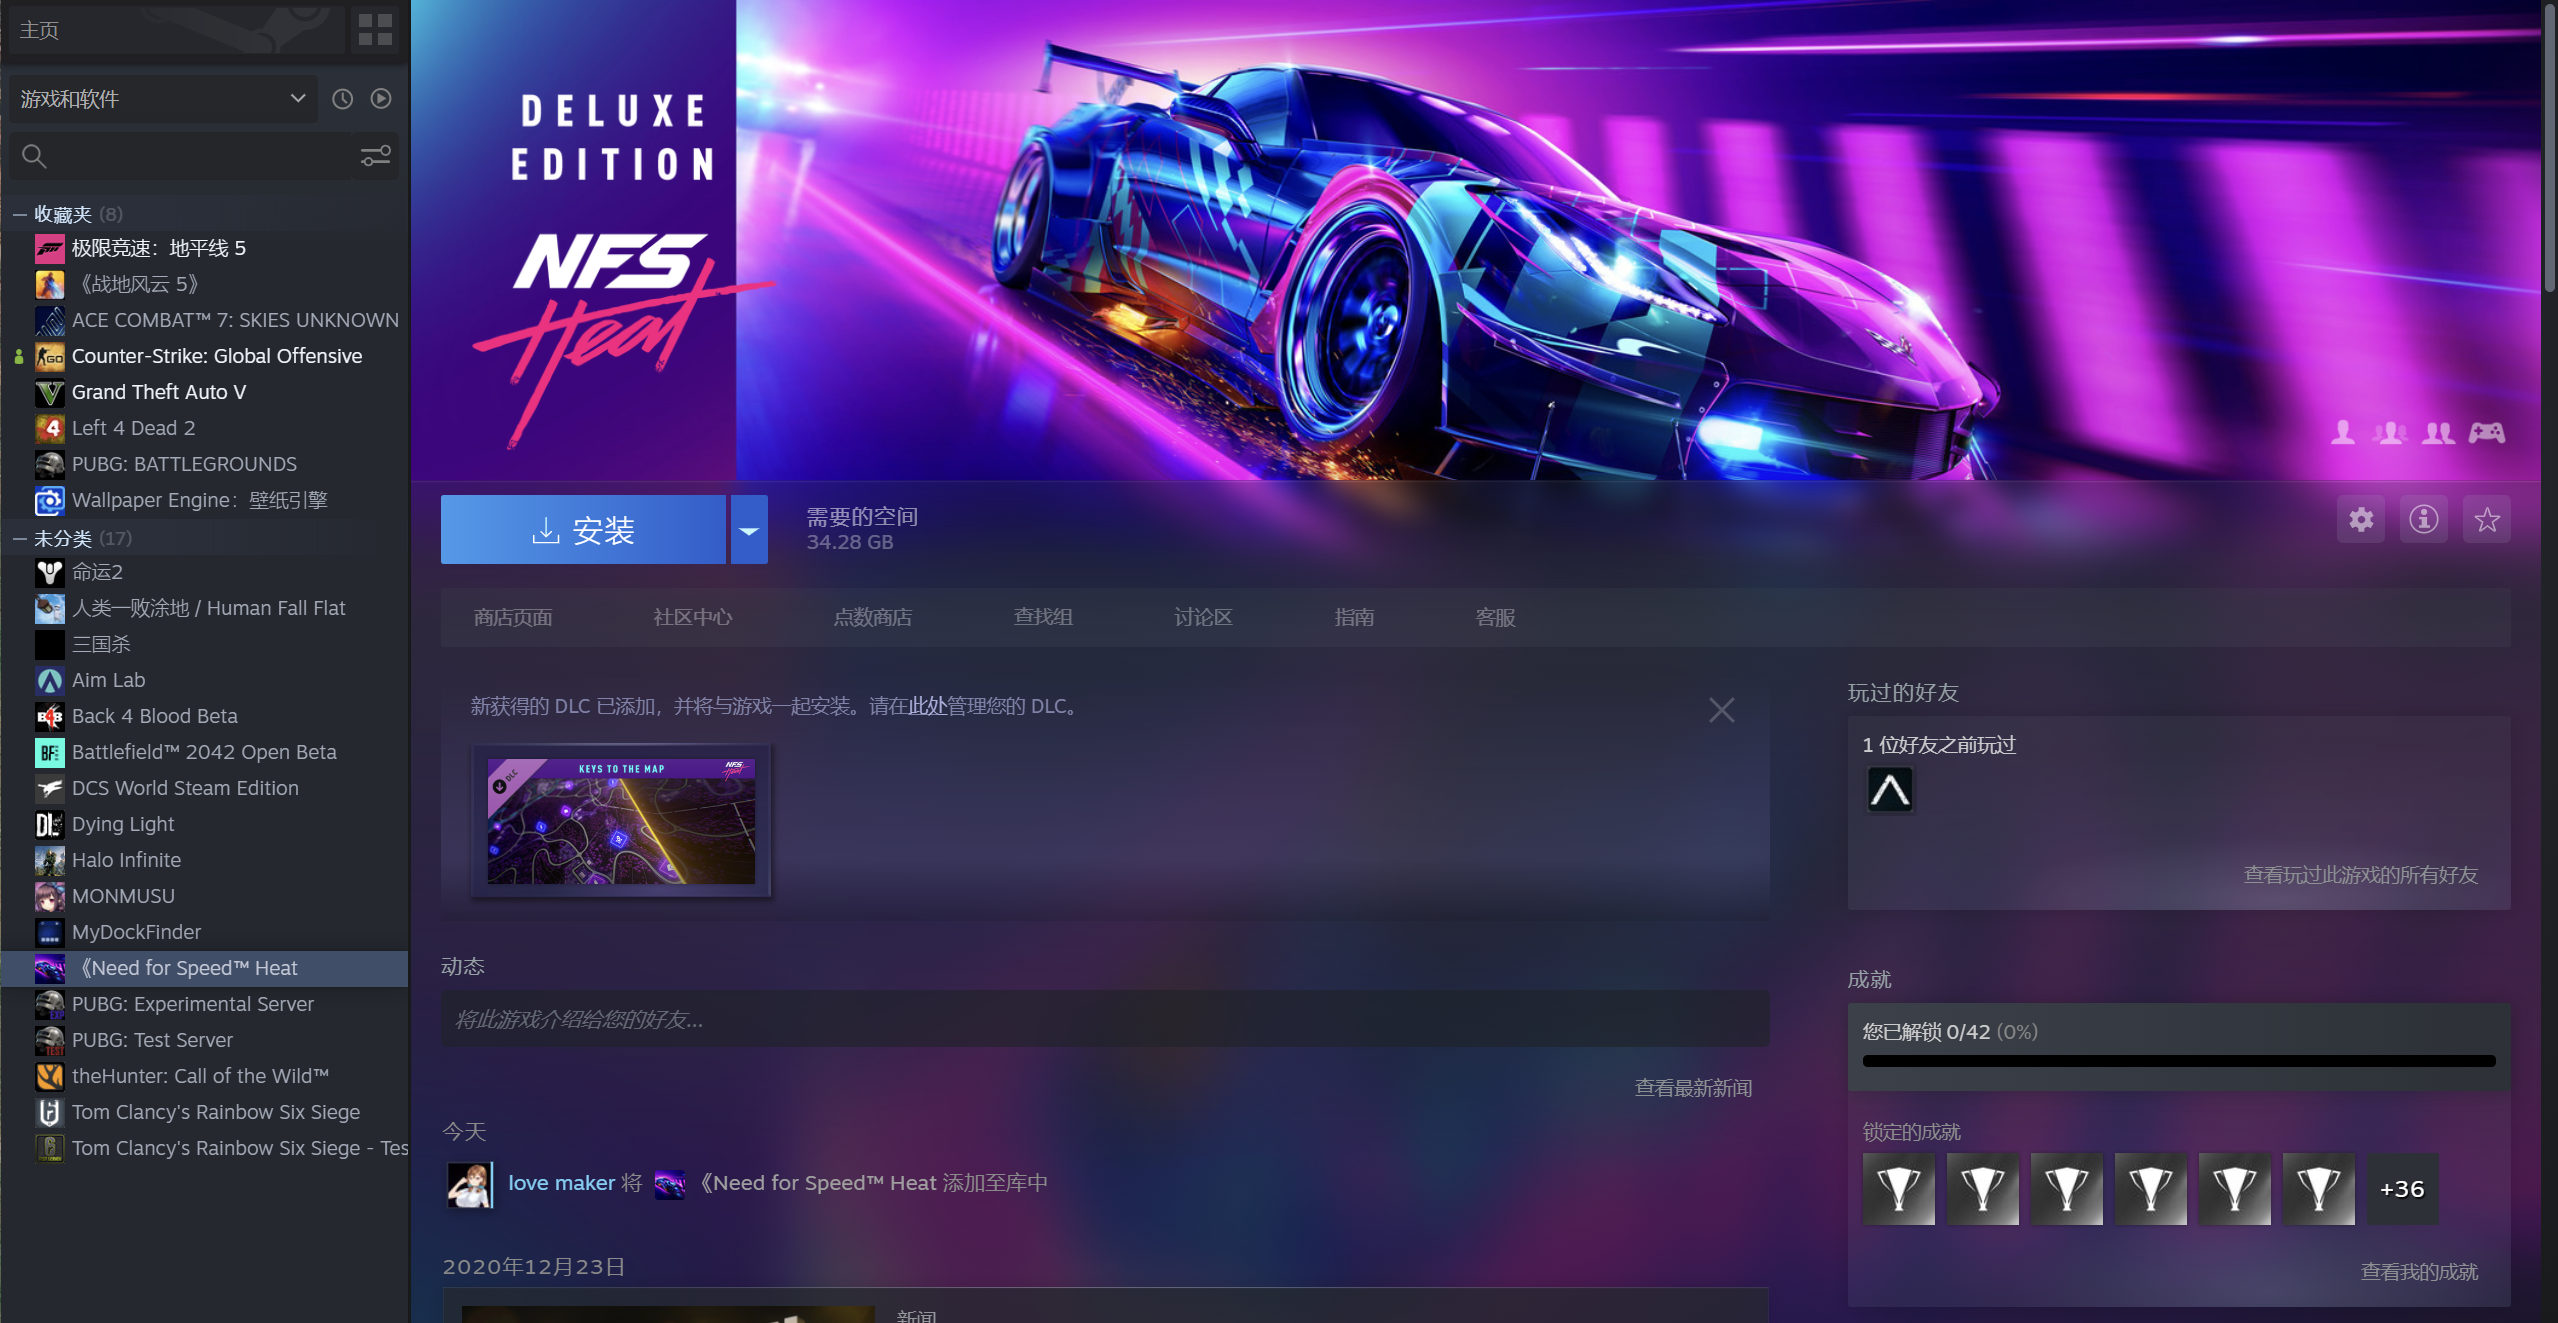 主页
游戏和软件
收藏夹 (8)
极限竞速：地平线 5
《战地风云 5》
ACE COMBAT™ 7: SKIES UNKNOWN
Counter-Strike: Global Offensive
Grand Theft Auto V
Left 4 Dead 2
PUBG: BATTLEGROUNDS
Wallpaper Engine：壁纸引擎
未分类 (17)
命运2
人类一败涂地 / Human Fall Flat
三国杀
Aim Lab
Back 4 Blood Beta
Battlefield™ 2042 Open Beta
DCS World Steam Edition
Dying Light
Halo Infinite
MONMUSU
MyDockFinder
《Need for Speed™ Heat
PUBG: Experimental Server
PUBG: Test Server
theHunter: Call of the Wild™
Tom Clancy's Rainbow Six Siege
Tom Clancy's Rainbow Six Siege - Tes
DELUXE
EDITION
NFS
Heat
安装
需要的空间
34.28 GB
商店页面 社区中心 点数商店 查找组 讨论区 指南 客服
新获得的 DLC 已添加，并将与游戏一起安装。请在此处管理您的 DLC。
DLC
KEYS TO THE MAP
NFS
Heat
动态
将此游戏介绍给您的好友...
查看最新新闻
今天
love maker 将 《Need for Speed™ Heat 添加至库中
2020年12月23日
新闻
玩过的好友
1 位好友之前玩过
查看玩过此游戏的所有好友
成就
您已解锁 0/42 (0%)
锁定的成就
+36
查看我的成就